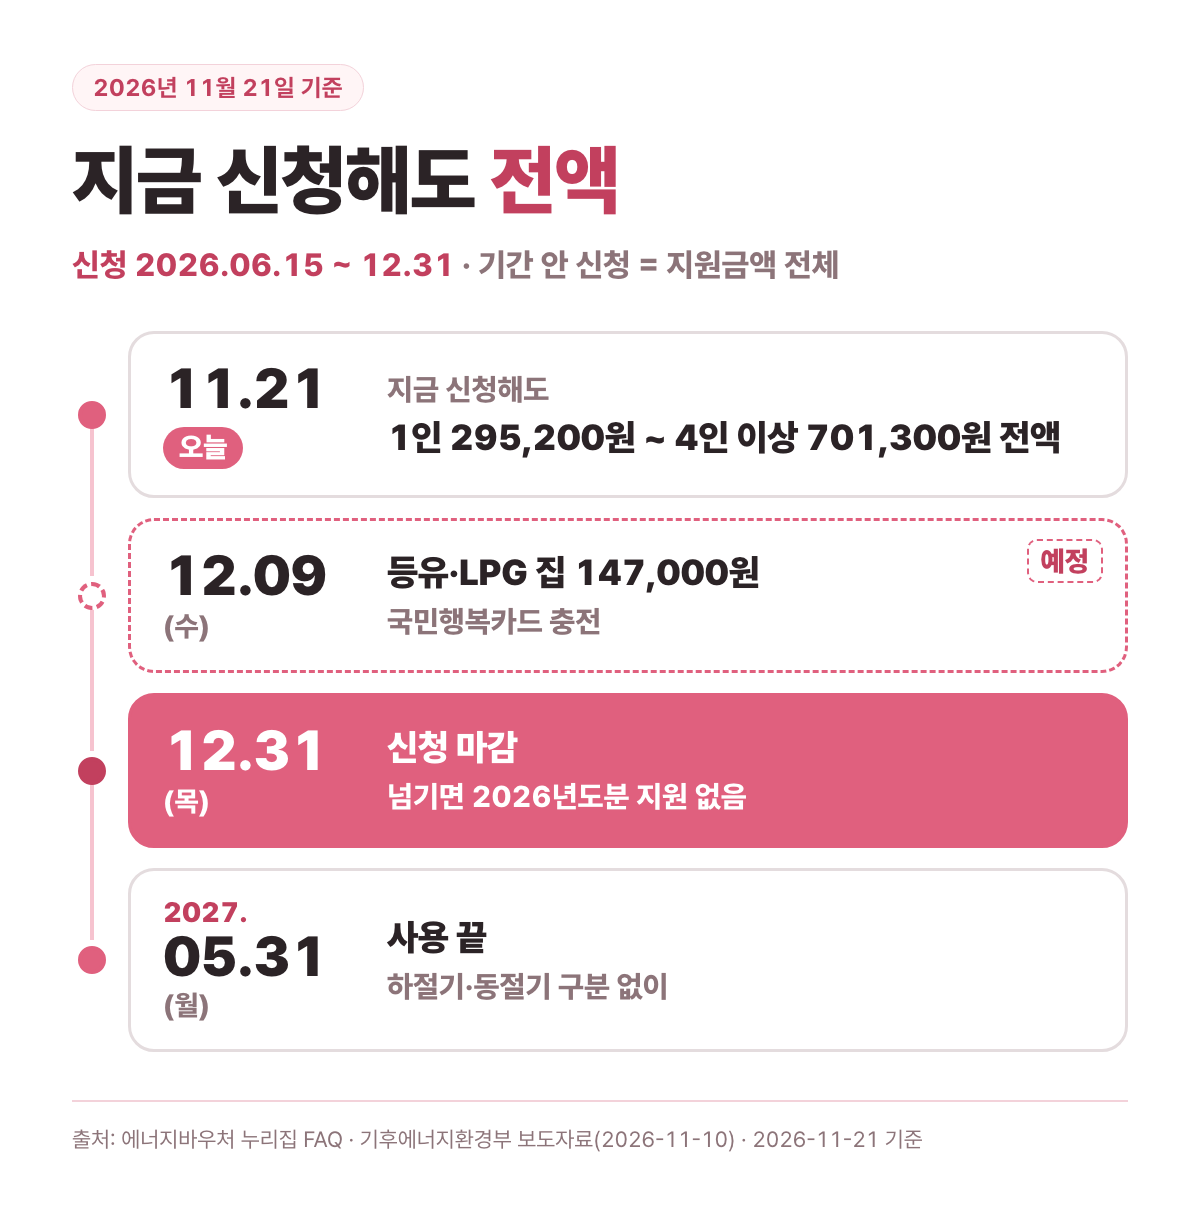 2026년 11월 21일 기준
지금 신청해도 전액
신청 2026.06.15 ~ 12.31 · 기간 안 신청 = 지원금액 전체
11.21
오늘
지금 신청해도
1인 295,200원 ~ 4인 이상 701,300원 전액
12.09
(수)
등유·LPG 집 147,000원
국민행복카드 충전
예정
12.31
(목)
신청 마감
넘기면 2026년도분 지원 없음
2027.
05.31
(월)
사용 끝
하절기·동절기 구분 없이
출처: 에너지바우처 누리집 FAQ · 기후에너지환경부 보도자료(2026-11-10) · 2026-11-21 기준